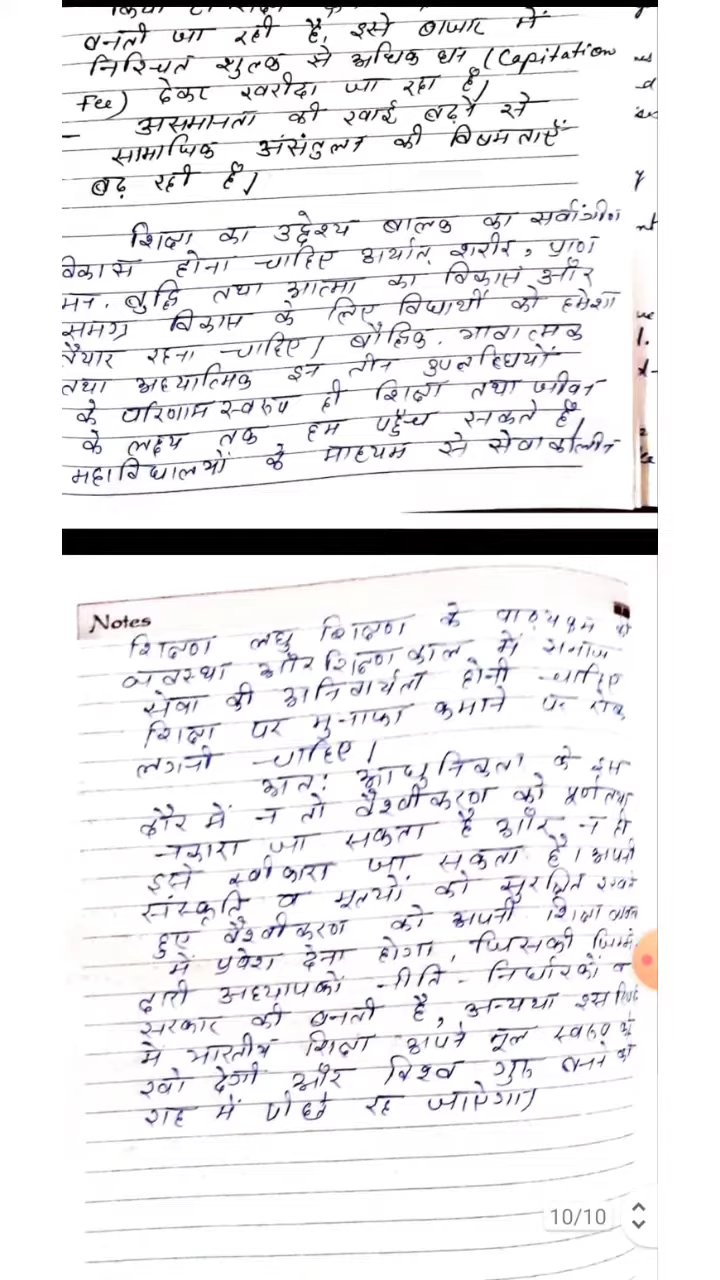 बनती जा रही है, इसे बाजार में
निश्चित शुल्क से अधिक धन (Capitation
Fee) देकर खरीदा जा रहा है।
- असमानता की खाई बढ़ने से
सामाजिक असंतुलन की विषमताएँ
बढ़ रही हैं।
शिक्षा का उद्देश्य बालक का सर्वांगीण
विकास होना चाहिए अर्थात् शरीर, प्राण
मन, बुद्धि तथा आत्मा का विकास और
समग्र विकास के लिए विद्यार्थी को हमेशा
तैयार रहना चाहिए। बौद्धिक, भावात्मक
तथा अध्यात्मिक इन तीन उपलब्धियों
के परिणाम स्वरुप ही शिक्षा तथा जीवन
के लक्ष्य तक हम पहुँच सकते हैं,
महाविद्यालयों के माध्यम से सेवाकालीन
Notes
शिक्षण लघु शिक्षण के पाठ्यक्रम की
व्यवस्था और शिक्षणकाल में समाज
सेवा की अनिवार्यता होनी चाहिए
शिक्षा पर मुनाफा कमाने पर रोक
लगनी चाहिए।
अतः आधुनिकता के इस
दौर में न तो वैश्वीकरण को पूर्णतया
नकारा जा सकता है और न ही
इसे स्वीकारा जा सकता है। अपनी
संस्कृति व मूल्यों को सुरक्षित रखते
हुए वैश्वीकरण को अपनी शिक्षा
में प्रवेश देना होगा, जिसकी जिम्मे
दारी अध्यापकों नीति-निर्धारकों व
सरकार की बनती है, अन्यथा
में भारतीय शिक्षा अपने मूल स्वरुप को
खो देगी और विश्व गुरु बनने की
राह में पीछे रह जाएगा।
10/10